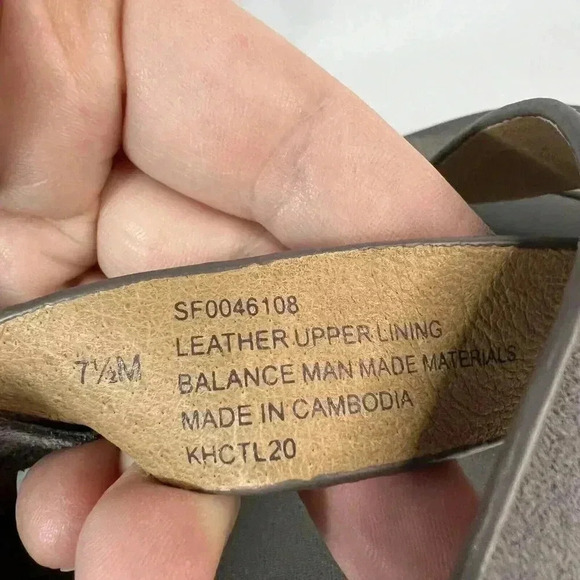 7½M
SF0046108
LEATHER UPPER LINING
BALANCE MAN MADE MATERIALS
MADE IN CAMBODIA
KHCTL20